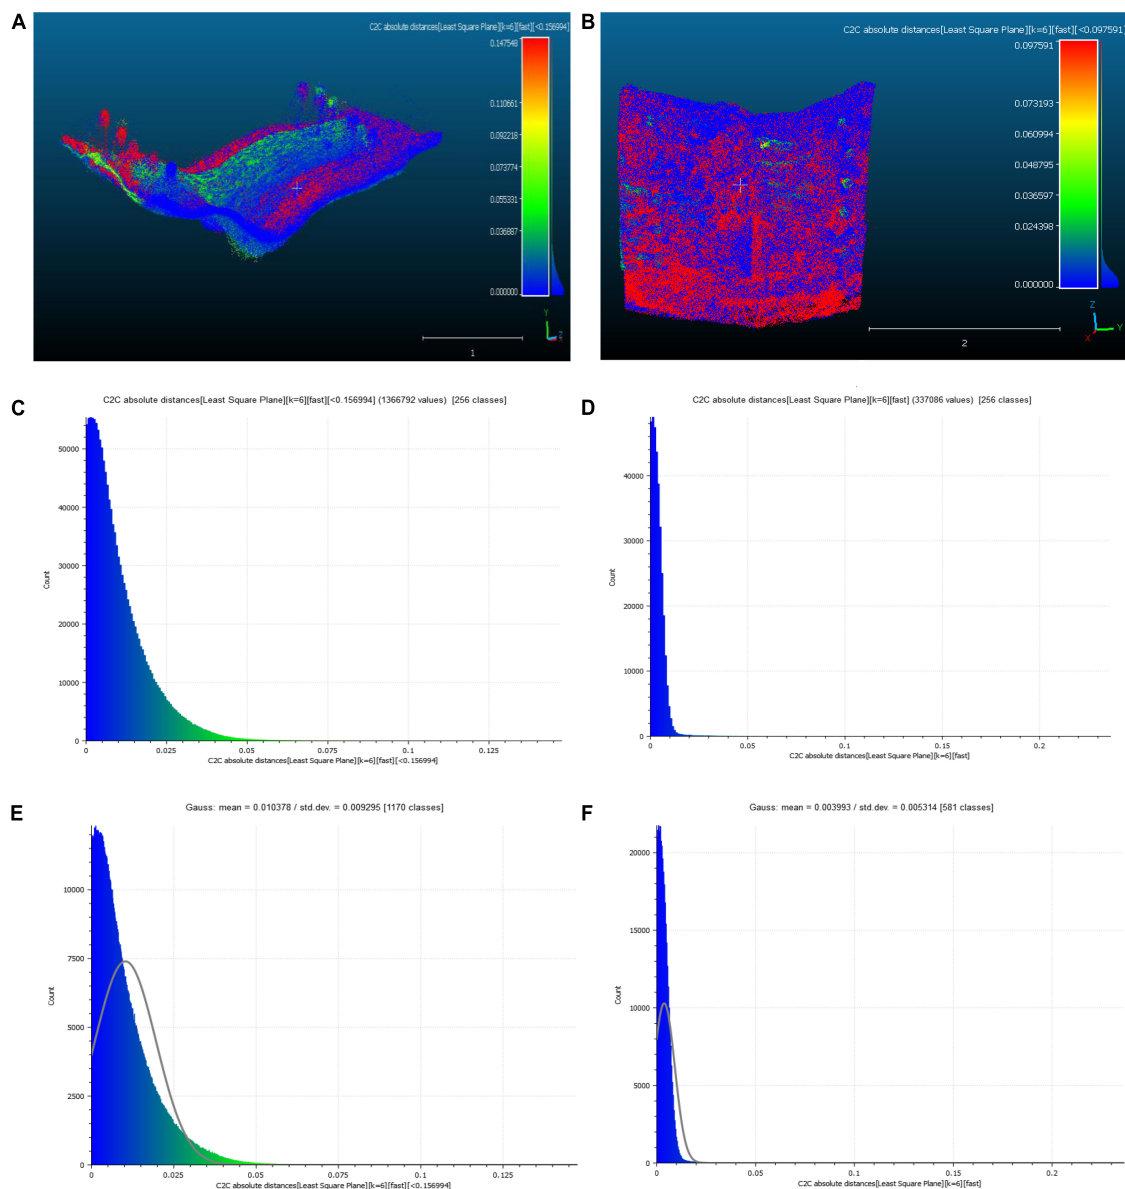 A
C2C absolute distances[Least Square Plane][k=6][fast][<0.156994]
0.147548
0.110661
0.092218
0.073774
0.055331
0.036887
0.000000
Y
Z
1
B
C2C absolute distances[Least Square Plane][k=6][fast][<0.097591]
0.097591
0.073193
0.060994
0.048795
0.036597
0.024398
0.000000
Z
Y
X
2
C
C2C absolute distances[Least Square Plane][k=6][fast][<0.156994] (1366792 values) [256 classes]
50000
40000
30000
20000
10000
0
Count
0 0.025 0.05 0.075 0.1 0.125
C2C absolute distances[Least Square Plane][k=6][fast][<0.156994]
D
C2C absolute distances[Least Square Plane][k=6][fast] (337086 values) [256 classes]
40000
30000
20000
10000
0
Count
0 0.05 0.1 0.15 0.2
C2C absolute distances[Least Square Plane][k=6][fast]
E
Gauss: mean = 0.010378 / std.dev. = 0.009295 [1170 classes]
10000
7500
5000
2500
0
Count
0 0.025 0.05 0.075 0.1 0.125
C2C absolute distances[Least Square Plane][k=6][fast][<0.156994]
F
Gauss: mean = 0.003993 / std.dev. = 0.005314 [581 classes]
20000
15000
10000
5000
0
Count
0 0.05 0.1 0.15 0.2
C2C absolute distances[Least Square Plane][k=6][fast]